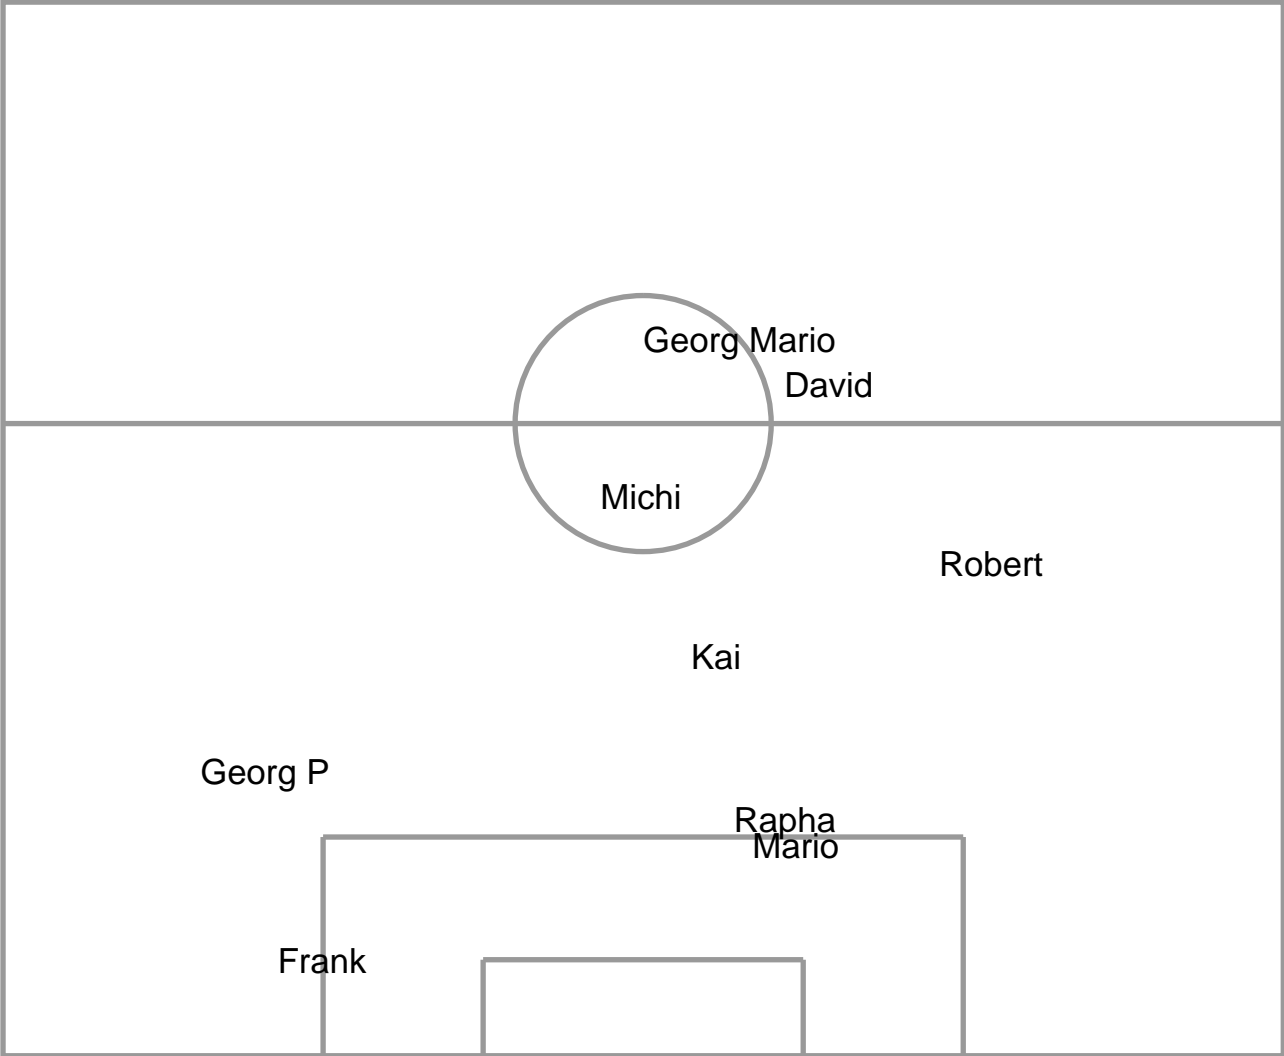 Georg Mario
David
Michi
Robert
Kai
Georg P
Rapha
Mario
Frank